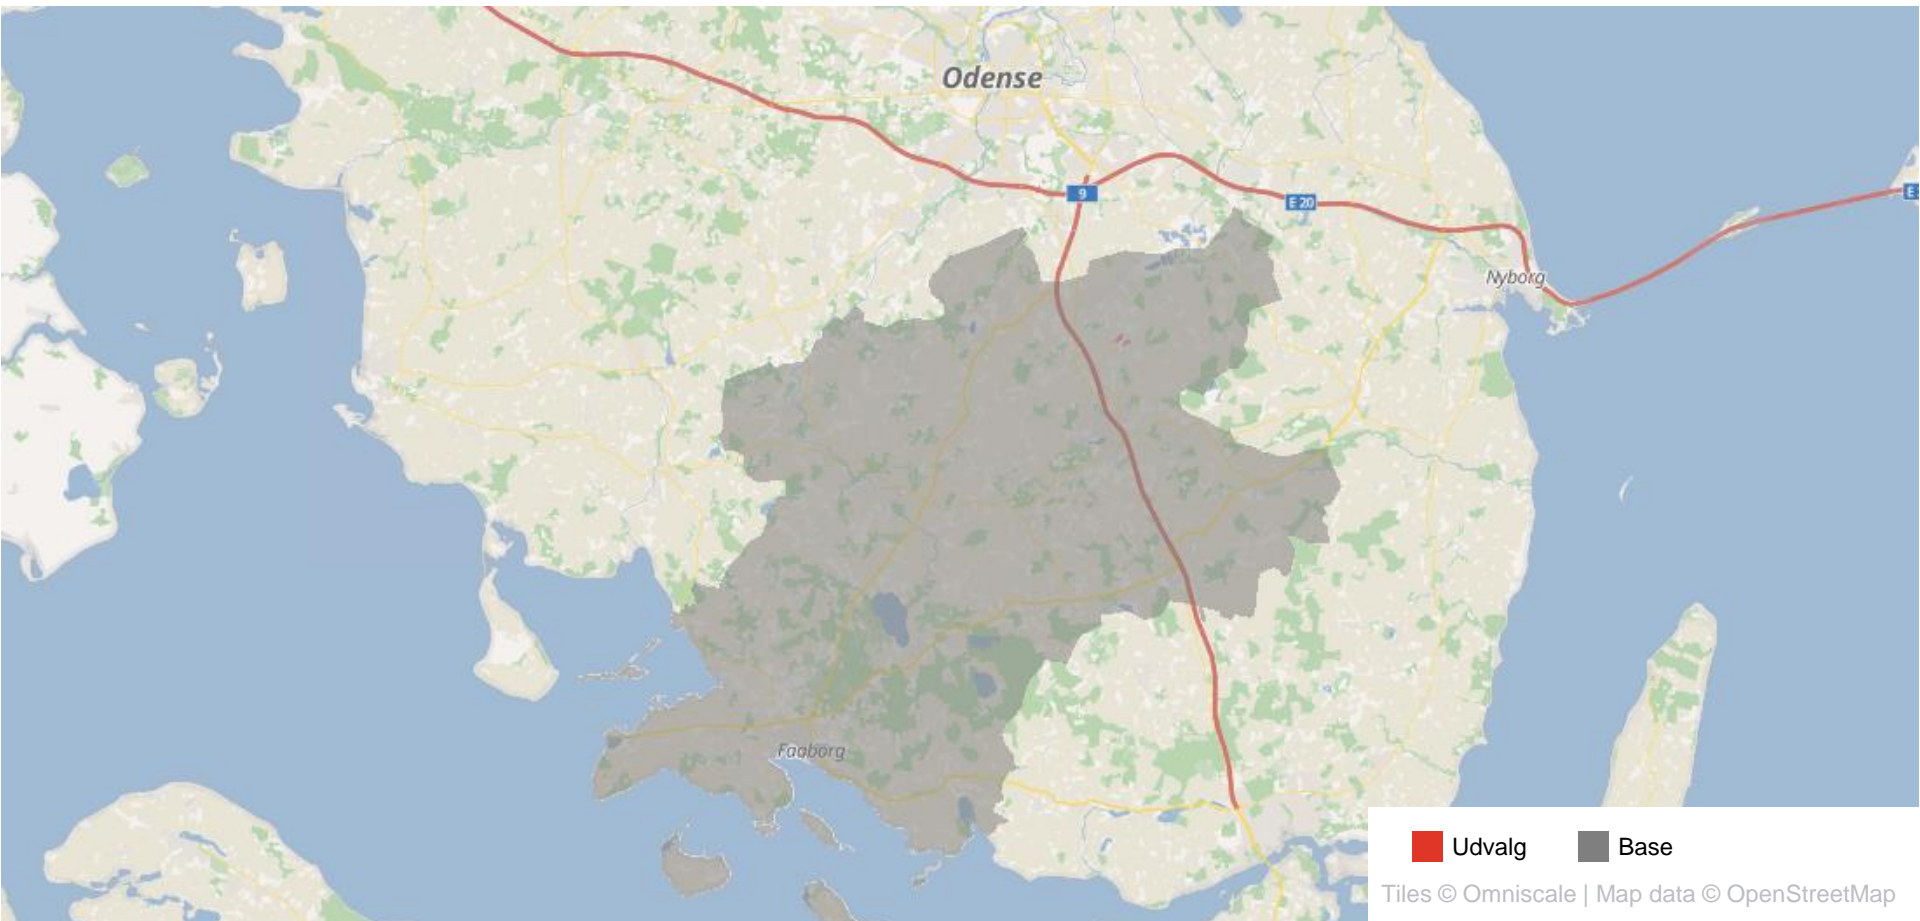 Odense
9
E 20
E
Nyborg
Faaborg
Udvalg
Base
Tiles © Omniscale | Map data © OpenStreetMap